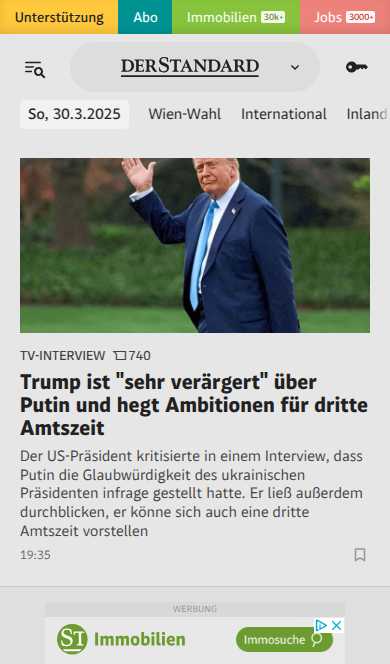 Unterstützung Abo Immobilien 30k+ Jobs 3000+
DERSTANDARD
So, 30.3.2025 Wien-Wahl International Inland
TV-INTERVIEW 740
Trump ist "sehr verärgert" über
Putin und hegt Ambitionen für dritte
Amtszeit
Der US-Präsident kritisierte in einem Interview, dass
Putin die Glaubwürdigkeit des ukrainischen
Präsidenten infrage gestellt hatte. Er ließ außerdem
durchblicken, er könne sich auch eine dritte
Amtszeit vorstellen
19:35
WERBUNG
ST Immobilien Immosuche